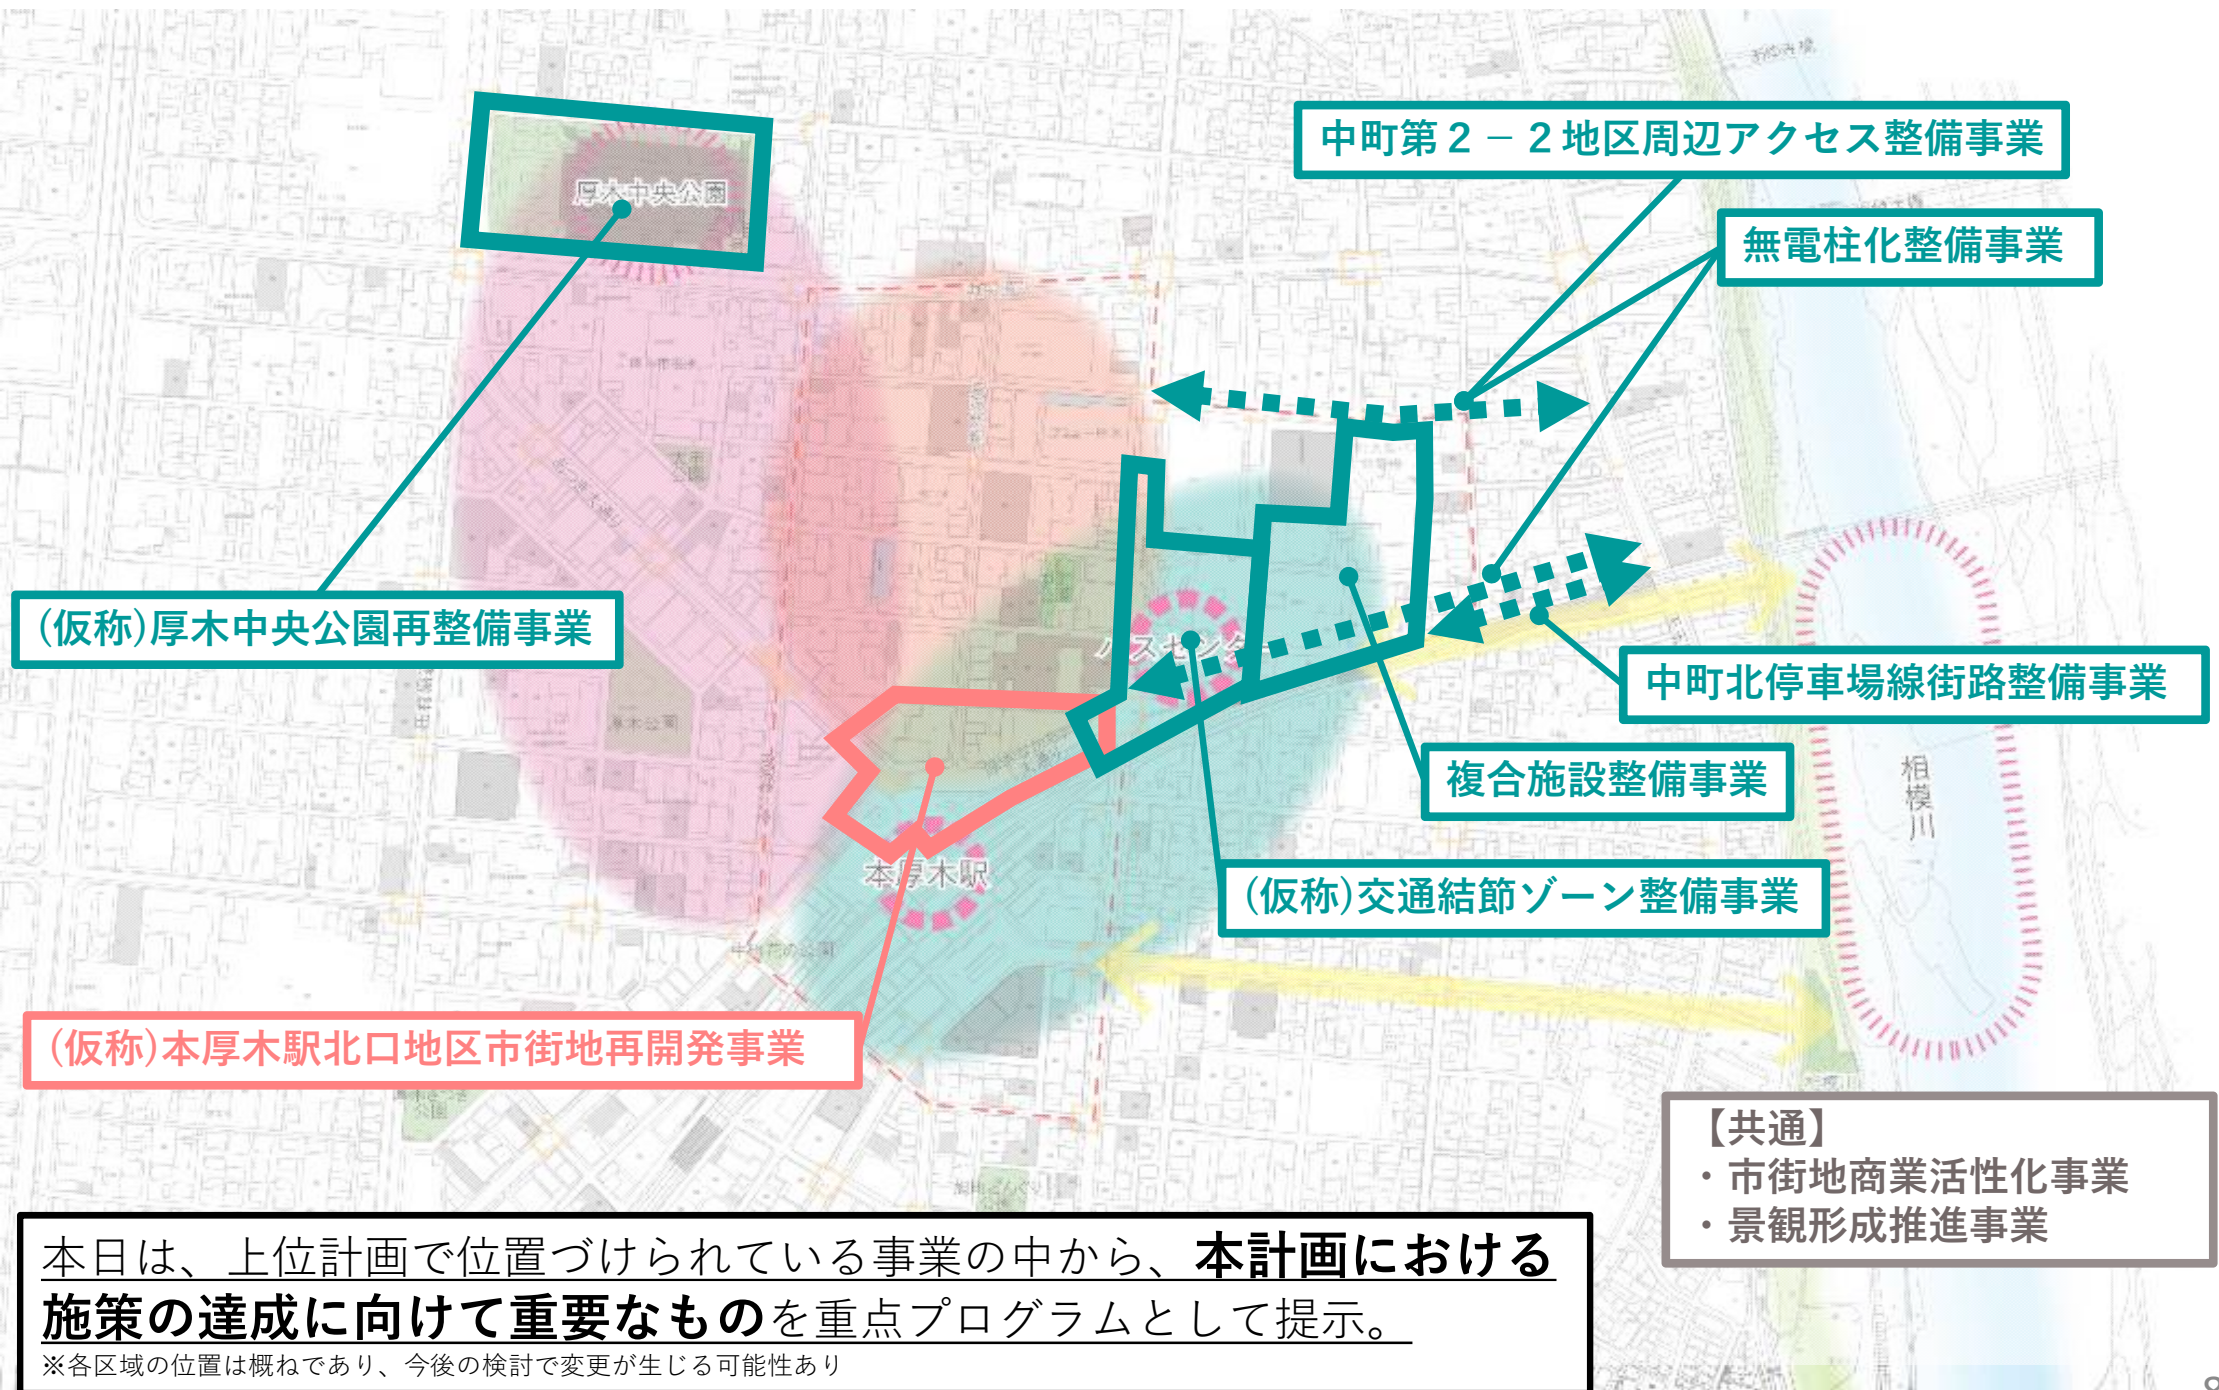 中町第２－２地区周辺アクセス整備事業
無電柱化整備事業
厚木中央公園
(仮称)厚木中央公園再整備事業
バスセンター
厚木公園
中町北停車場線街路整備事業
複合施設整備事業
相模川
本厚木駅
(仮称)交通結節ゾーン整備事業
(仮称)本厚木駅北口地区市街地再開発事業
【共通】
・市街地商業活性化事業
・景観形成推進事業
本日は、上位計画で位置づけられている事業の中から、本計画における
施策の達成に向けて重要なものを重点プログラムとして提示。
※各区域の位置は概ねであり、今後の検討で変更が生じる可能性あり